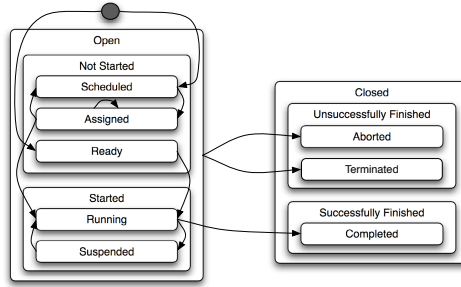 Open
Not Started
Scheduled
Assigned
Ready
Started
Running
Suspended
Closed
Unsuccessfully Finished
Aborted
Terminated
Successfully Finished
Completed